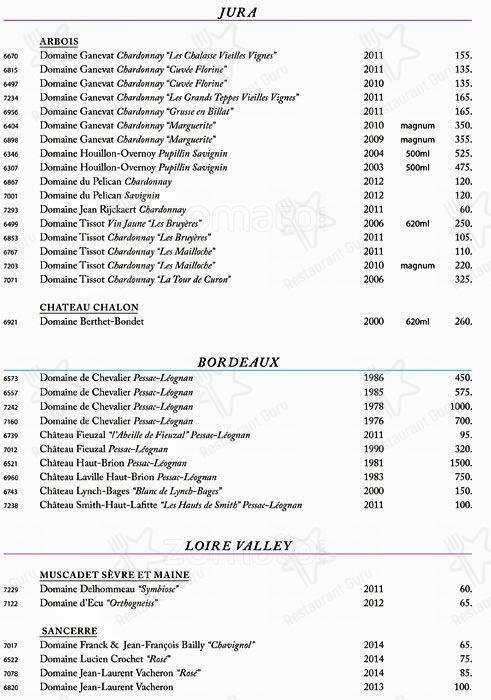 JURA
ARBOIS
6670 Domaine Ganevat Chardonnay "Les Chalasse Vieilles Vignes" 2011 155.
6815 Domaine Ganevat Chardonnay "Cuvée Florine" 2011 135.
6497 Domaine Ganevat Chardonnay "Cuvée Florine" 2010 135.
7234 Domaine Ganevat Chardonnay "Les Grands Teppes Vieilles Vignes" 2011 165.
6956 Domaine Ganevat Chardonnay "Grusse en Billat" 2011 165.
6404 Domaine Ganevat Chardonnay "Marguerite" 2010 magnum 350.
6898 Domaine Ganevat Chardonnay "Marguerite" 2009 magnum 355.
6346 Domaine Houillon-Overnoy Pupillin Savignin 2004 500ml 525.
6307 Domaine Houillon-Overnoy Pupillin Savignin 2003 500ml 475.
6867 Domaine du Pelican Chardonnay 2012 120.
7001 Domaine du Pelican Savignin 2012 120.
7293 Domaine Jean Rijckaert Chardonnay 2011 60.
6499 Domaine Tissot Vin Jaune "Les Bruyères" 2006 620ml 250.
6853 Domaine Tissot Chardonnay "Les Bruyères" 2011 105.
6767 Domaine Tissot Chardonnay "Les Mailloche" 2011 110.
7203 Domaine Tissot Chardonnay "Les Mailloche" 2010 magnum 220.
7071 Domaine Tissot Chardonnay "La Tour de Curon" 2006 325.
CHATEAU CHALON
6921 Domaine Berthet-Bondet 2000 620ml 260.
BORDEAUX
6573 Domaine de Chevalier Pessac-Léognan 1986 450.
6557 Domaine de Chevalier Pessac-Léognan 1985 575.
7242 Domaine de Chevalier Pessac-Léognan 1978 1000.
7160 Domaine de Chevalier Pessac-Léognan 1976 700.
6739 Château Fieuzal "l'Abeille de Fieuzal" Pessac-Léognan 2011 95.
7012 Château Fieuzal Pessac-Léognan 1990 320.
6521 Château Haut-Brion Pessac-Léognan 1981 1500.
6960 Château Laville Haut-Brion Pessac-Léognan 1983 750.
6743 Château Lynch-Bages "Blanc de Lynch-Bages" 2000 150.
7238 Château Smith-Haut-Lafitte "Les Hauts de Smith" Pessac-Léognan 2011 100.
LOIRE VALLEY
MUSCADET SÈVRE ET MAINE
7229 Domaine Delhommeau "Symbiose" 2011 60.
7122 Domaine d'Ecu "Orthogneiss" 2012 65.
SANCERRE
7017 Domaine Franck & Jean-François Bailly "Chavignol" 2014 65.
6522 Domaine Lucien Crochet "Rosé" 2014 75.
7078 Domaine Jean-Laurent Vacheron "Rosé" 2014 85.
6820 Domaine Jean-Laurent Vacheron 2013 100.
zomato
Restaurant Guru